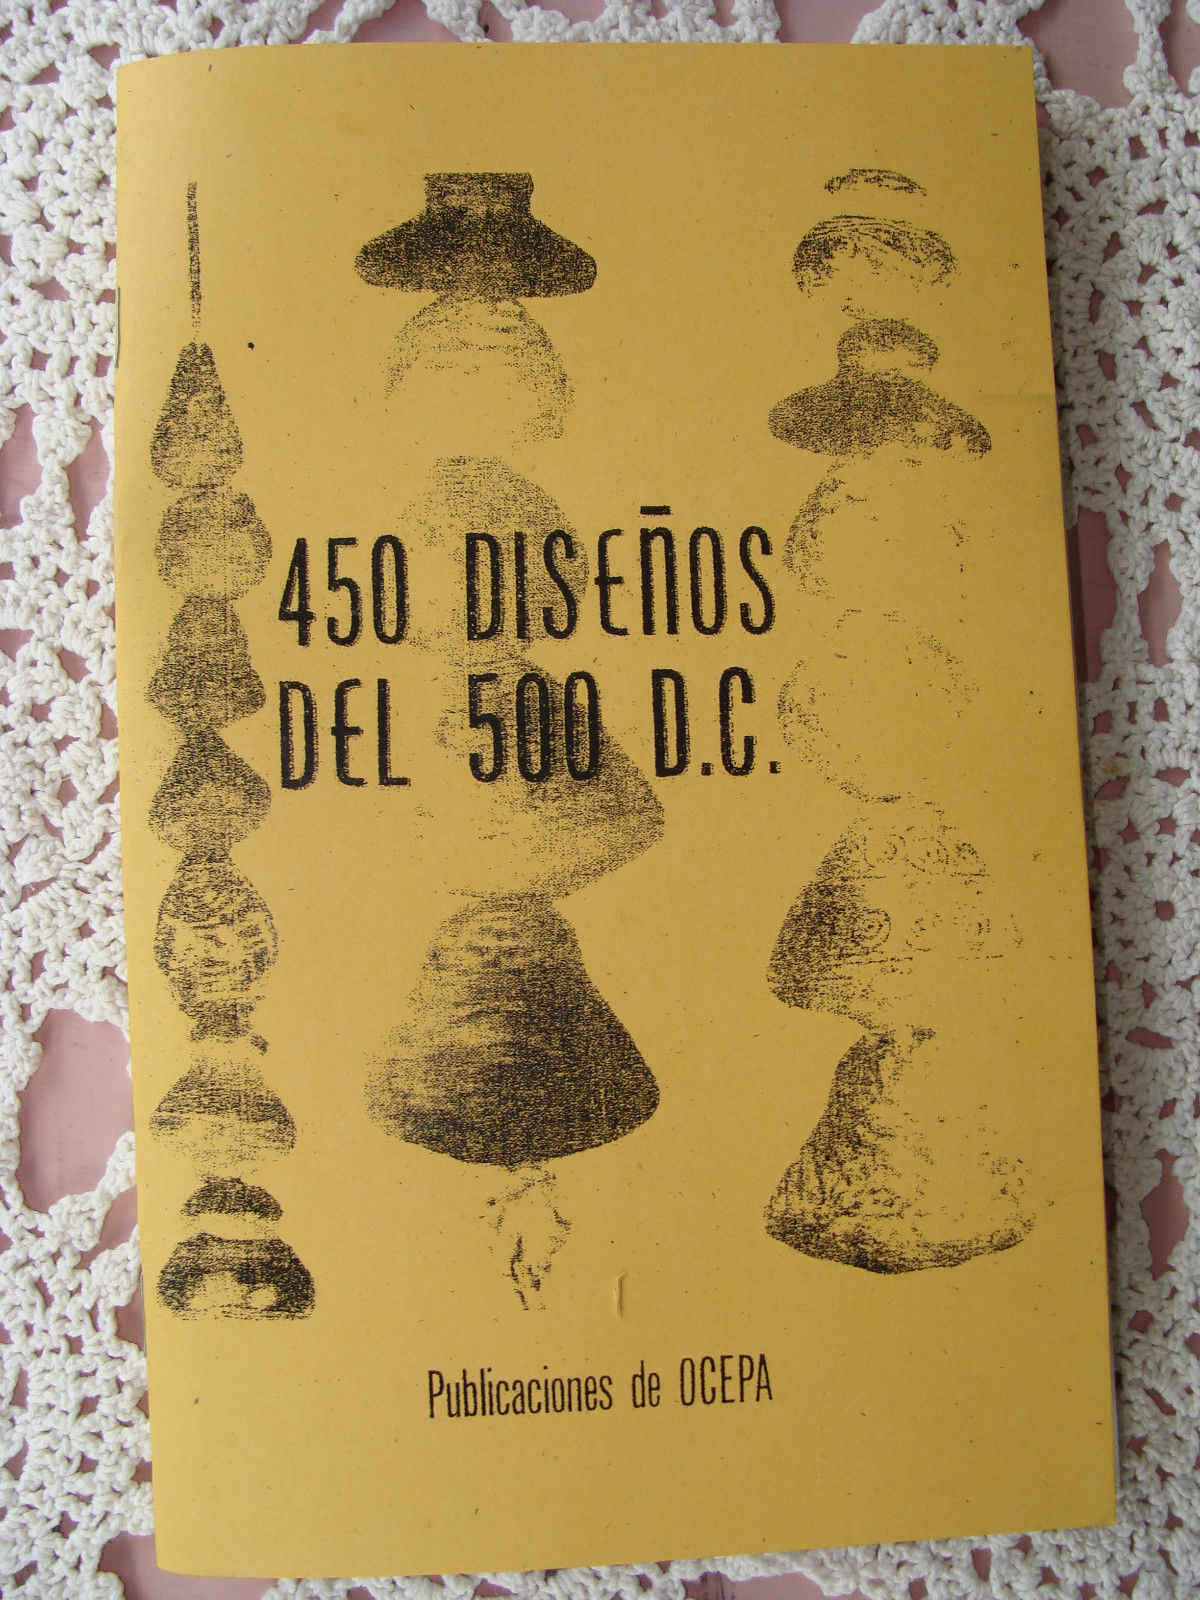 450 DISEÑOS
DEL 500 D.C.
Publicaciones de OCEPA